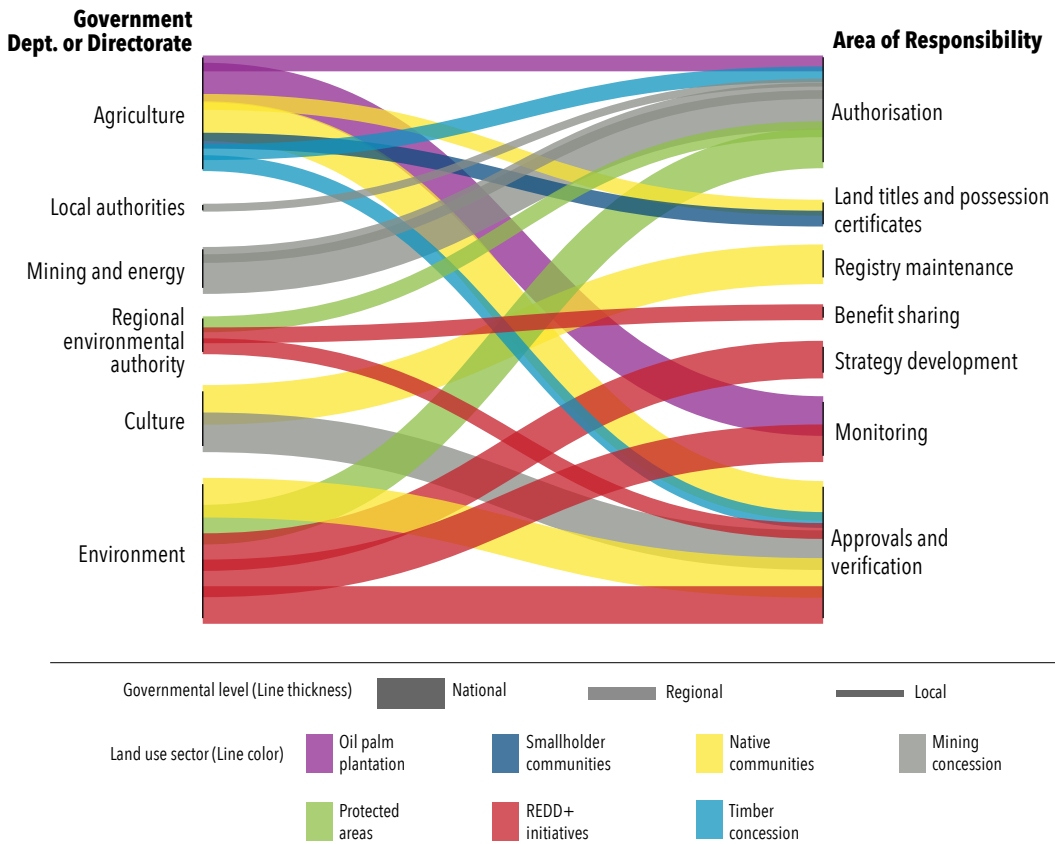 Government
Dept. or Directorate
Area of Responsibility
Agriculture
Local authorities
Mining and energy
Regional
environmental
authority
Culture
Environment
Authorisation
Land titles and possession
certificates
Registry maintenance
Benefit sharing
Strategy development
Monitoring
Approvals and
verification
Governmental level (Line thickness)
National
Regional
Local
Land use sector (Line color)
Oil palm
plantation
Smallholder
communities
Native
communities
Mining
concession
Protected
areas
REDD+
initiatives
Timber
concession